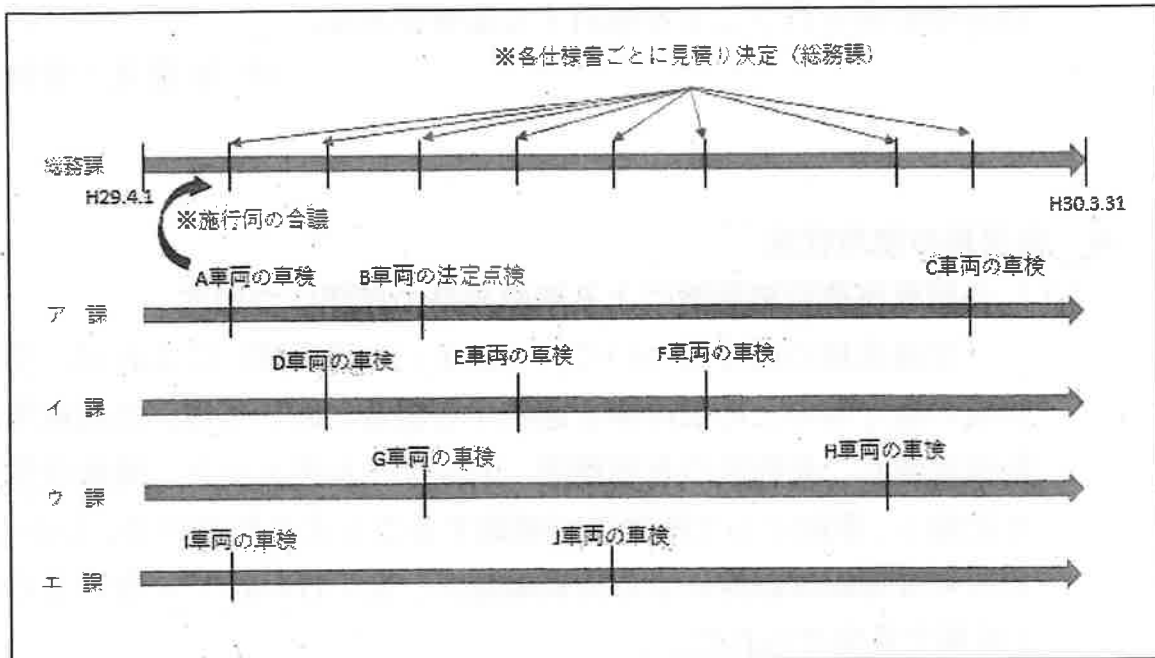 ※各仕様書ごとに見積り決定（総務課）
総務課
H29.4.1
H30.3.31
※施行伺の合議
A車両の車検
B車両の法定点検
C車両の車検
ア 課
D車両の車検
E車両の車検
F車両の車検
イ 課
G車両の車検
H車両の車検
ウ 課
I車両の車検
J車両の車検
エ 課